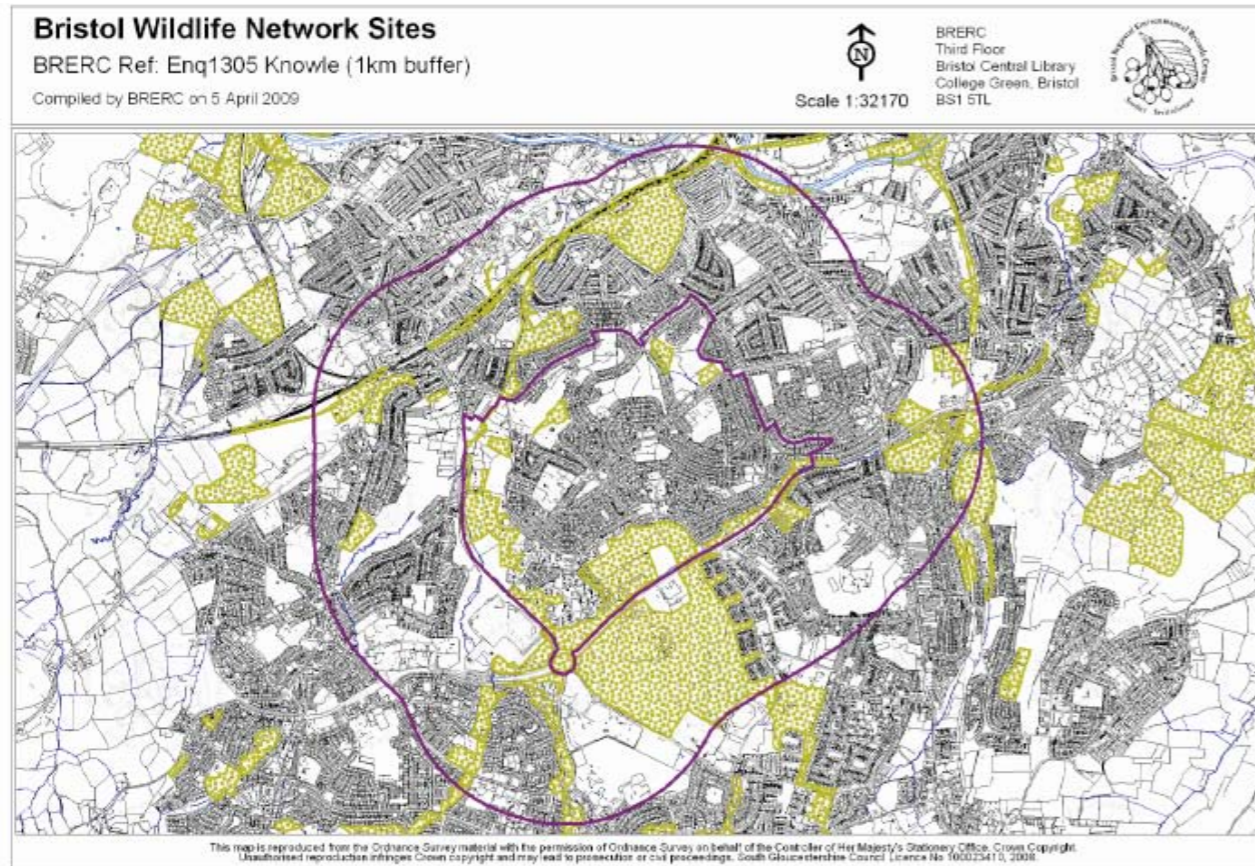 Bristol Wildlife Network Sites
BRERC Ref: Enq1305 Knowle (1km buffer)
Compiled by BRERC on 5 April 2009
N
Scale 1:32170
BRERC
Third Floor
Bristol Central Library
College Green, Bristol
BS1 5TL
This map is reproduced from the Ordnance Survey material with the permission of Ordnance Survey on behalf of the Controller of Her Majesty's Stationery Office. Crown Copyright.
Unauthorised reproduction infringes Crown copyright and may lead to prosecution or civil proceedings. South Gloucestershire Council Licence No 100023410, 2008.